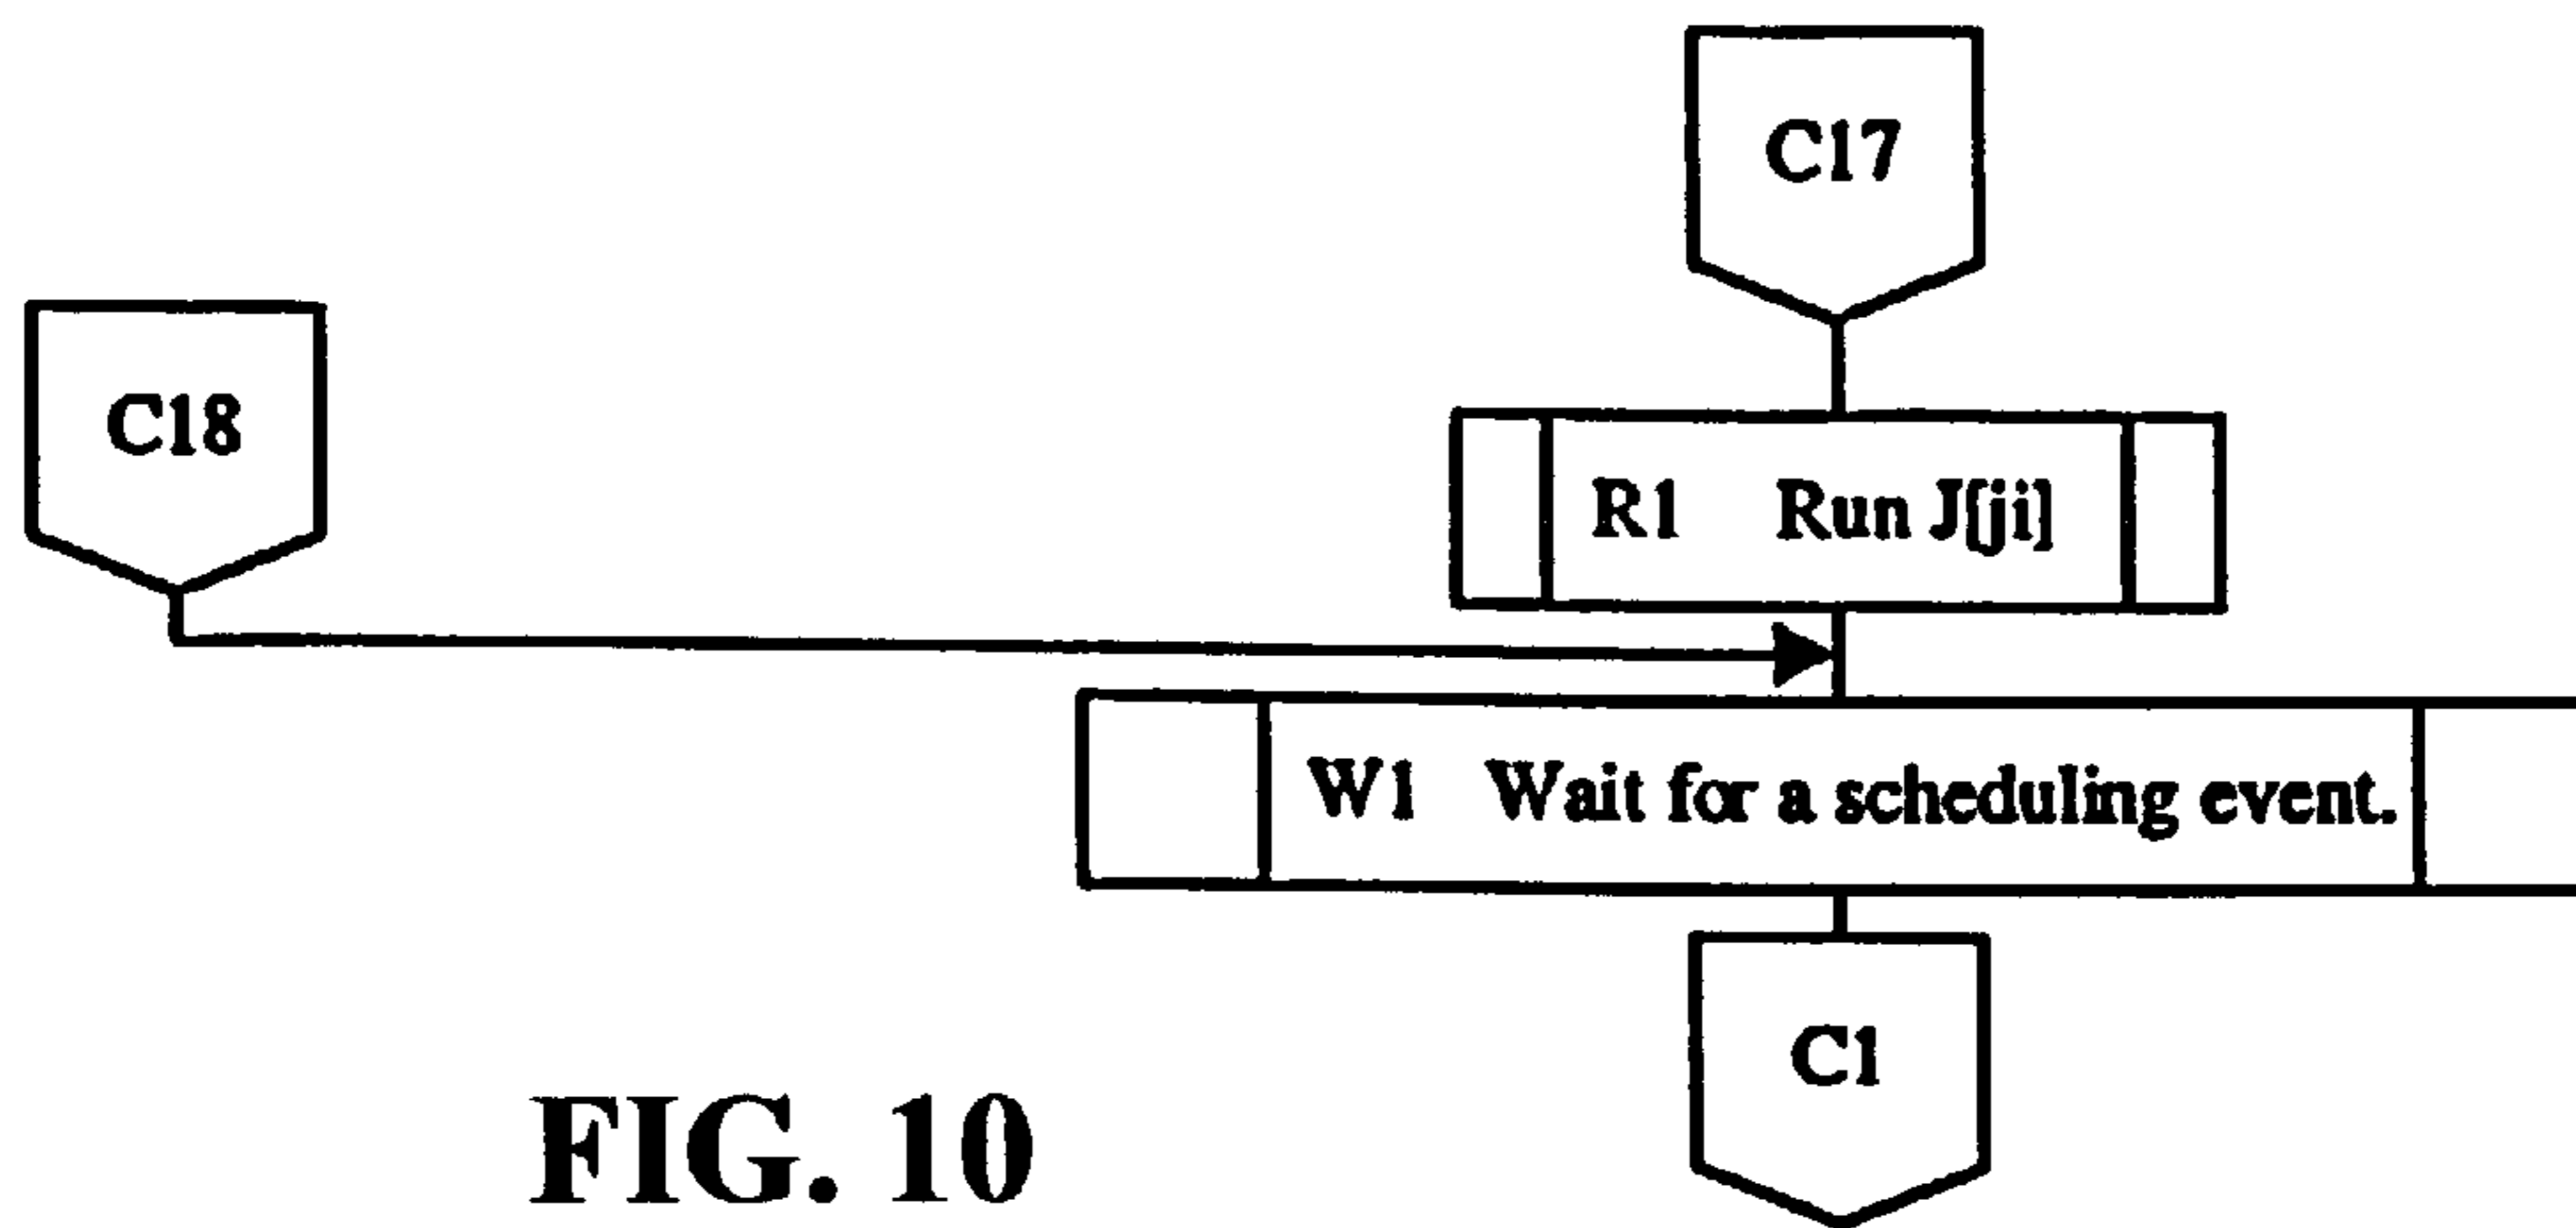 C17
C18
R1 Run J[ji]
W1 Wait for a scheduling event.
C1
FIG. 10